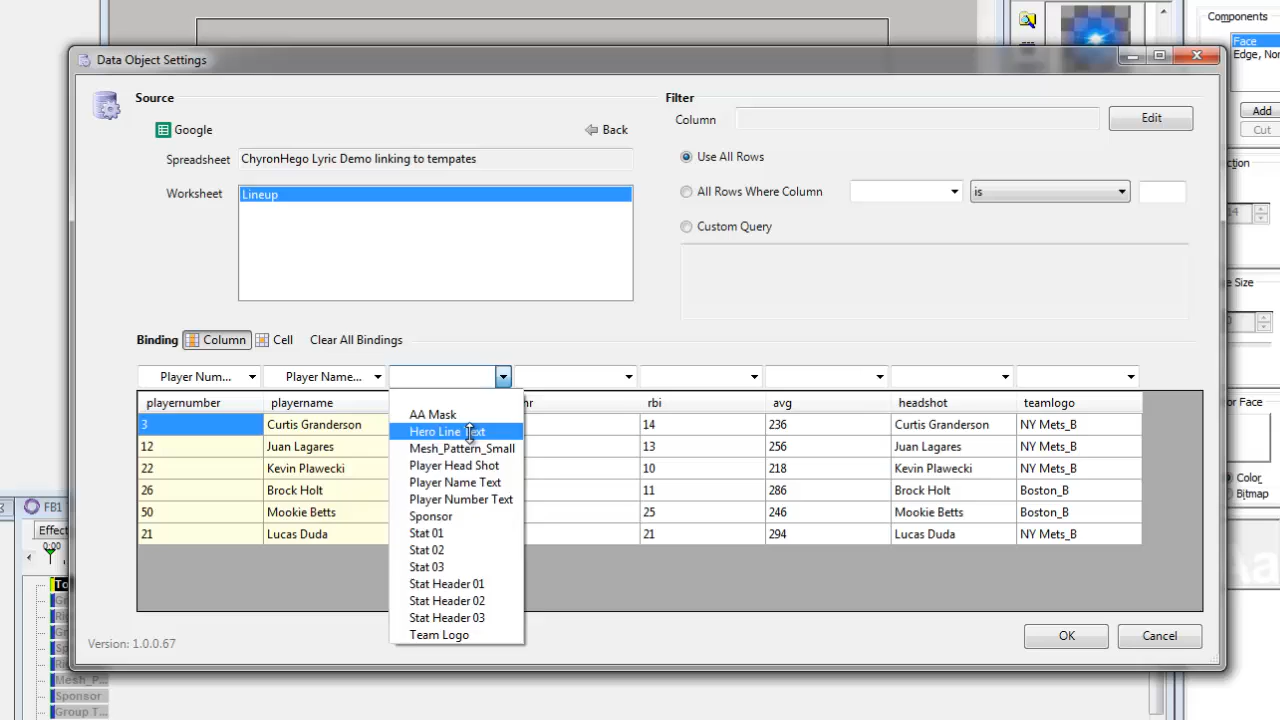 Components
Face
Edge, Nor
Data Object Settings
Source
Filter
Add
Cut
Google
Back
Column
Edit
Spreadsheet
ChyronHego Lyric Demo linking to tempates
Use All Rows
Worksheet
Lineup
All Rows Where Column
is
Custom Query
e Size
Binding
Column
Cell
Clear All Bindings
Player Num...
Player Name...
playernumber
playername
hr
rbi
avg
headshot
teamlogo
or Face
3
Curtis Granderson
14
236
Curtis Granderson
NY Mets_B
12
Juan Lagares
13
256
Juan Lagares
NY Mets_B
22
Kevin Plawecki
10
218
Kevin Plawecki
NY Mets_B
26
Brock Holt
11
286
Brock Holt
Boston_B
50
Mookie Betts
25
246
Mookie Betts
Boston_B
21
Lucas Duda
21
294
Lucas Duda
NY Mets_B
AA Mask
Hero Line Text
Mesh_Pattern_Small
Player Head Shot
Player Name Text
Player Number Text
Sponsor
Stat 01
Stat 02
Stat 03
Stat Header 01
Stat Header 02
Stat Header 03
Team Logo
Color
Bitmap
FB1
Effect
0:00
OK
Cancel
Version: 1.0.0.67
Mesh_P...
Sponsor
Group T...
Aa